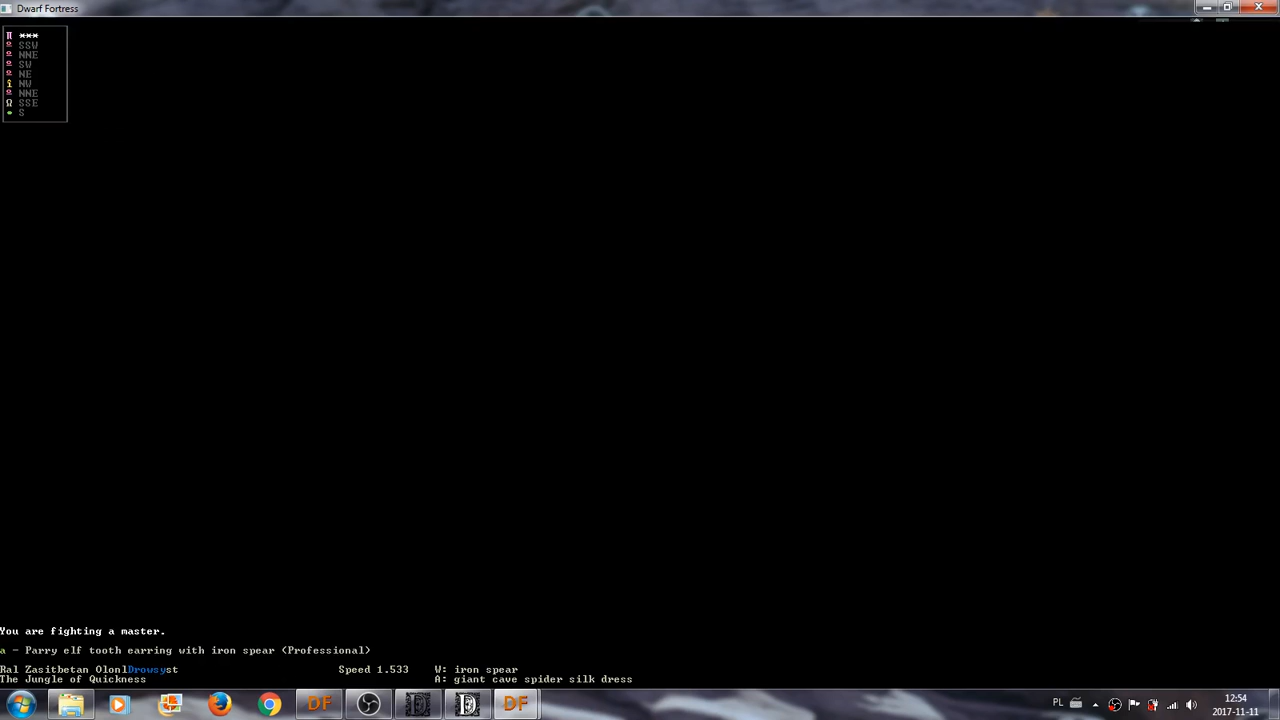 Dwarf Fortress
π ***
SSW
NNE
SW
NE
NW
NNE
Ω SSE
S
You are fighting a master.
a - Parry elf tooth earring with iron spear (Professional)
Ral Zasitbetan OlonlDrowsyst Speed 1.533 W: iron spear
The Jungle of Quickness A: giant cave spider silk dress
DF DF
PL 12:54
2017-11-11